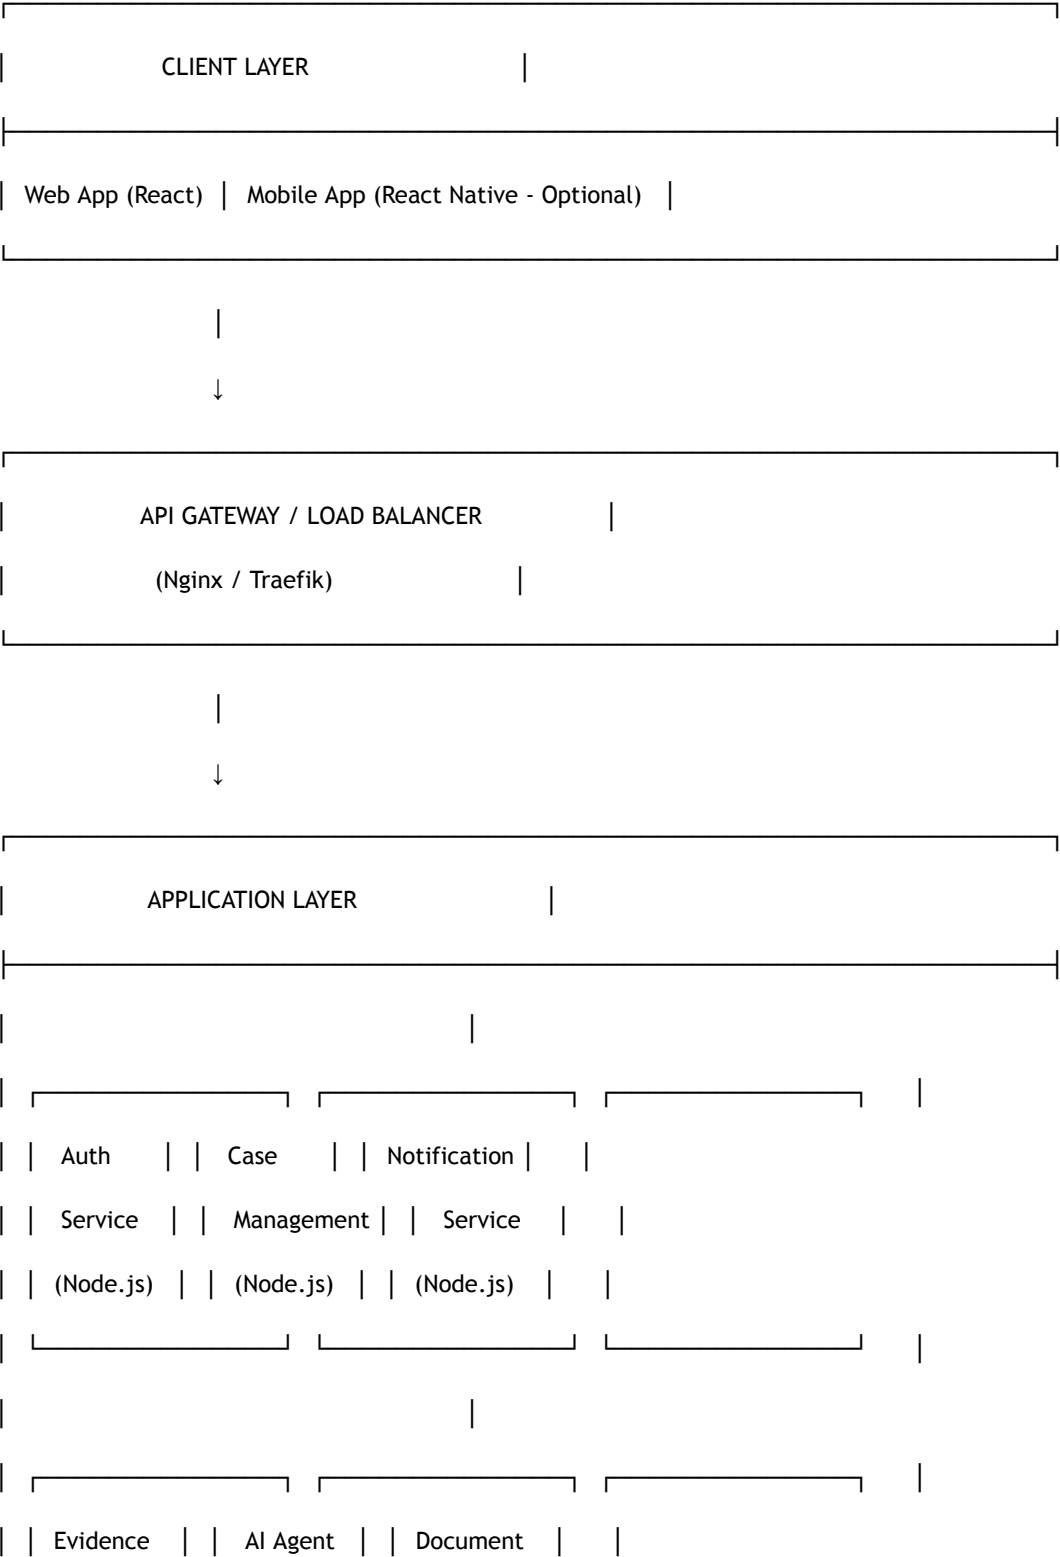 ┌──────────────────────────────────────────────────────────────┐
│ CLIENT LAYER │
├──────────────────────────────────────────────────────────────┤
│ Web App (React) │ Mobile App (React Native - Optional) │
└──────────────────────────────────────────────────────────────┘
│
↓
┌──────────────────────────────────────────────────────────────┐
│ API GATEWAY / LOAD BALANCER │
│ (Nginx / Traefik) │
└──────────────────────────────────────────────────────────────┘
│
↓
┌──────────────────────────────────────────────────────────────┐
│ APPLICATION LAYER │
├──────────────────────────────────────────────────────────────┤
│ │
│ ┌───────────────┐ ┌───────────────┐ ┌───────────────┐ │
│ │ Auth │ │ Case │ │ Notification │ │
│ │ Service │ │ Management │ │ Service │ │
│ │ (Node.js) │ │ (Node.js) │ │ (Node.js) │ │
│ └───────────────┘ └───────────────┘ └───────────────┘ │
│ │
│ ┌───────────────┐ ┌───────────────┐ ┌───────────────┐ │
│ │ Evidence │ │ AI Agent │ │ Document │ │